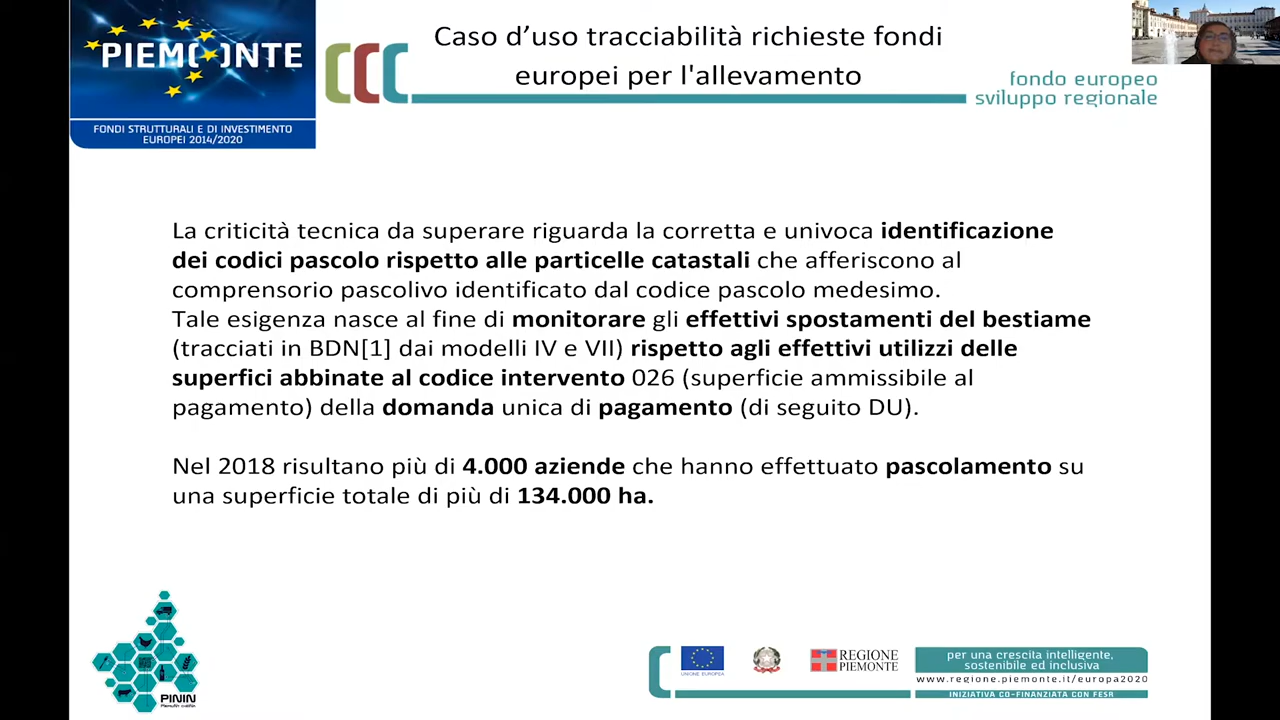 PIEMONTE
FONDI STRUTTURALI E DI INVESTIMENTO
EUROPEI 2014/2020
Caso d’uso tracciabilità richieste fondi
europei per l'allevamento
fondo europeo
sviluppo regionale
La criticità tecnica da superare riguarda la corretta e univoca identificazione
dei codici pascolo rispetto alle particelle catastali che afferiscono al
comprensorio pascolivo identificato dal codice pascolo medesimo.
Tale esigenza nasce al fine di monitorare gli effettivi spostamenti del bestiame
(tracciati in BDN[1] dai modelli IV e VII) rispetto agli effettivi utilizzi delle
superfici abbinate al codice intervento 026 (superficie ammissibile al
pagamento) della domanda unica di pagamento (di seguito DU).
Nel 2018 risultano più di 4.000 aziende che hanno effettuato pascolamento su
una superficie totale di più di 134.000 ha.
PININ
UNIONE EUROPEA
REGIONE
PIEMONTE
per una crescita intelligente,
sostenibile ed inclusiva
www.regione.piemonte.it/europa2020
INIZIATIVA CO-FINANZIATA CON FESR